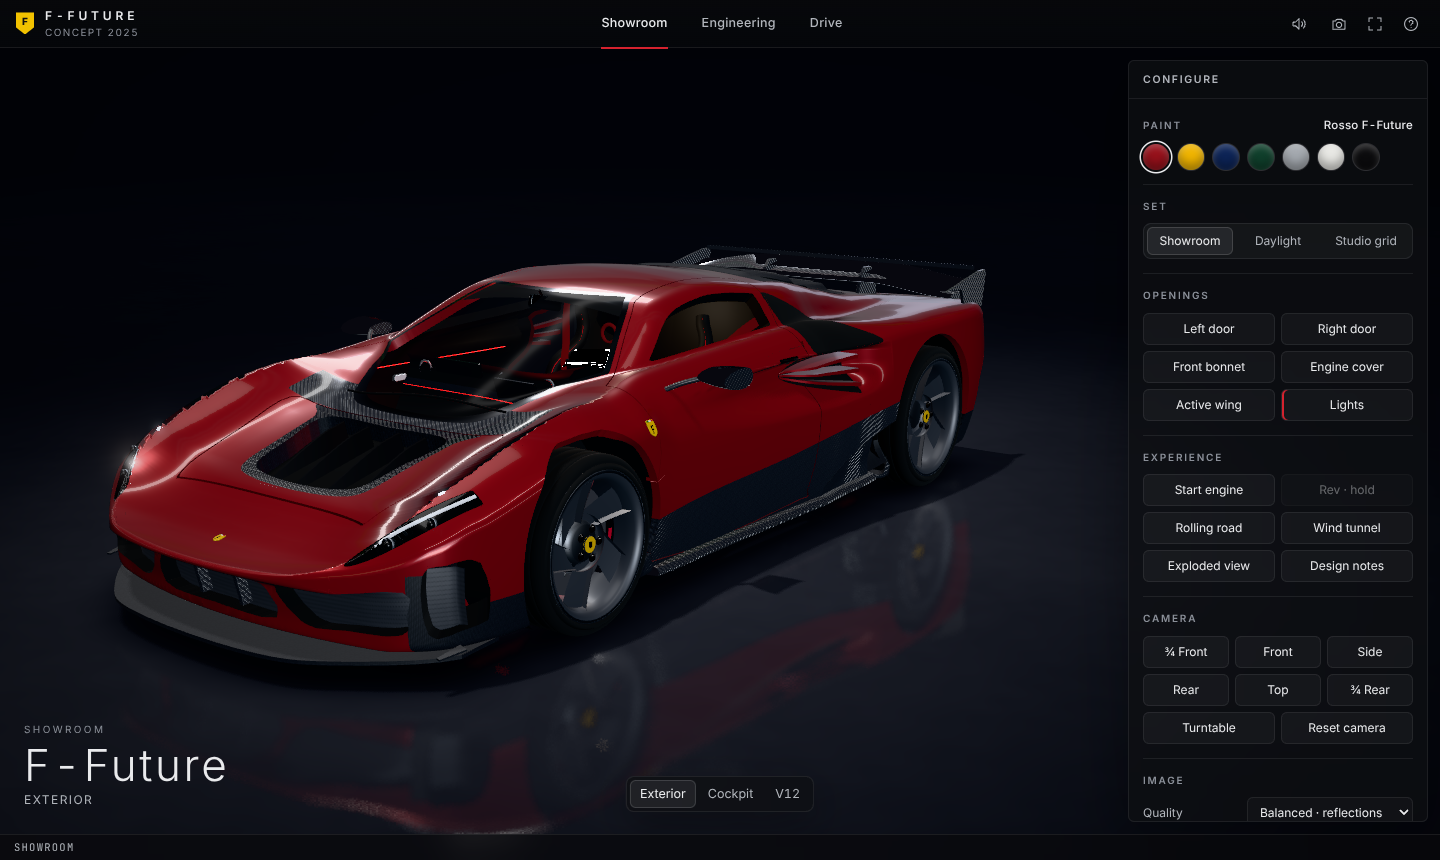 F
F-FUTURE
CONCEPT 2025
Showroom
Engineering
Drive
CONFIGURE
PAINT
Rosso F-Future
SET
Showroom
Daylight
Studio grid
OPENINGS
Left door
Right door
Front bonnet
Engine cover
Active wing
Lights
EXPERIENCE
Start engine
Rev · hold
Rolling road
Wind tunnel
Exploded view
Design notes
CAMERA
¾ Front
Front
Side
Rear
Top
¾ Rear
Turntable
Reset camera
IMAGE
Quality
Balanced · reflections
SHOWROOM
F-Future
EXTERIOR
Exterior
Cockpit
V12
SHOWROOM